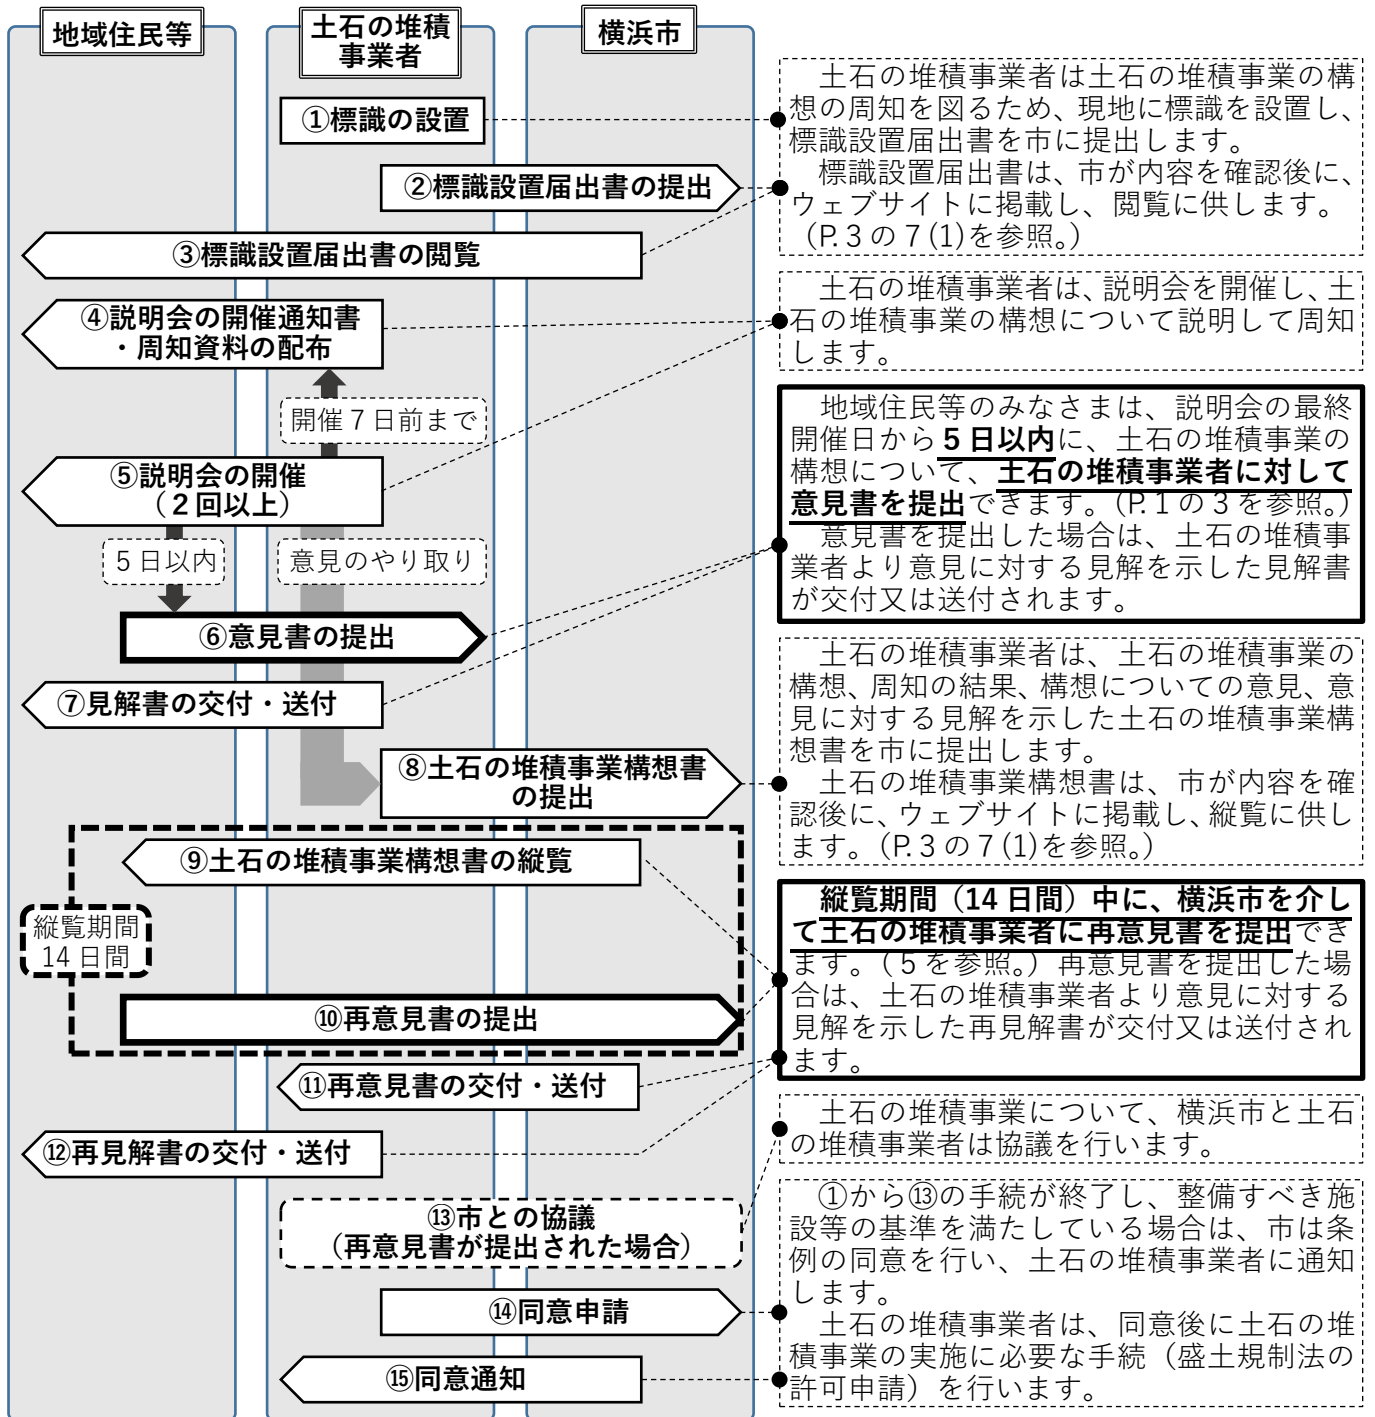 地域住民等
土石の堆積
事業者
横浜市
①標識の設置
②標識設置届出書の提出
③標識設置届出書の閲覧
④説明会の開催通知書
・周知資料の配布
開催７日前まで
⑤説明会の開催
（２回以上）
５日以内
意見のやり取り
⑥意見書の提出
⑦見解書の交付・送付
⑧土石の堆積事業構想書
の提出
⑨土石の堆積事業構想書の縦覧
縦覧期間
14 日間
⑩再意見書の提出
⑪再意見書の交付・送付
⑫再見解書の交付・送付
⑬市との協議
（再意見書が提出された場合）
⑭同意申請
⑮同意通知
土石の堆積事業者は土石の堆積事業の構
想の周知を図るため、現地に標識を設置し、
標識設置届出書を市に提出します。
標識設置届出書は、市が内容を確認後に、
ウェブサイトに掲載し、閲覧に供します。
（P.３の７(1)を参照。）
土石の堆積事業者は、説明会を開催し、土
石の堆積事業の構想について説明して周知
します。
地域住民等のみなさまは、説明会の最終
開催日から５日以内に、土石の堆積事業の
構想について、土石の堆積事業者に対して
意見書を提出できます。（P.１の３を参照。）
意見書を提出した場合は、土石の堆積事
業者より意見に対する見解を示した見解書
が交付又は送付されます。
土石の堆積事業者は、土石の堆積事業の
構想、周知の結果、構想についての意見、意
見に対する見解を示した土石の堆積事業構
想書を市に提出します。
土石の堆積事業構想書は、市が内容を確
認後に、ウェブサイトに掲載し、縦覧に供し
ます。（P.３の７(1)を参照。）
縦覧期間（14 日間）中に、横浜市を介し
て土石の堆積事業者に再意見書を提出でき
ます。（５を参照。）再意見書を提出した場
合は、土石の堆積事業者より意見に対する
見解を示した再見解書が交付又は送付され
ます。
土石の堆積事業について、横浜市と土石
の堆積事業者は協議を行います。
①から⑬の手続が終了し、整備すべき施
設等の基準を満たしている場合は、市は条
例の同意を行い、土石の堆積事業者に通知
します。
土石の堆積事業者は、同意後に土石の堆
積事業の実施に必要な手続（盛土規制法の
許可申請）を行います。